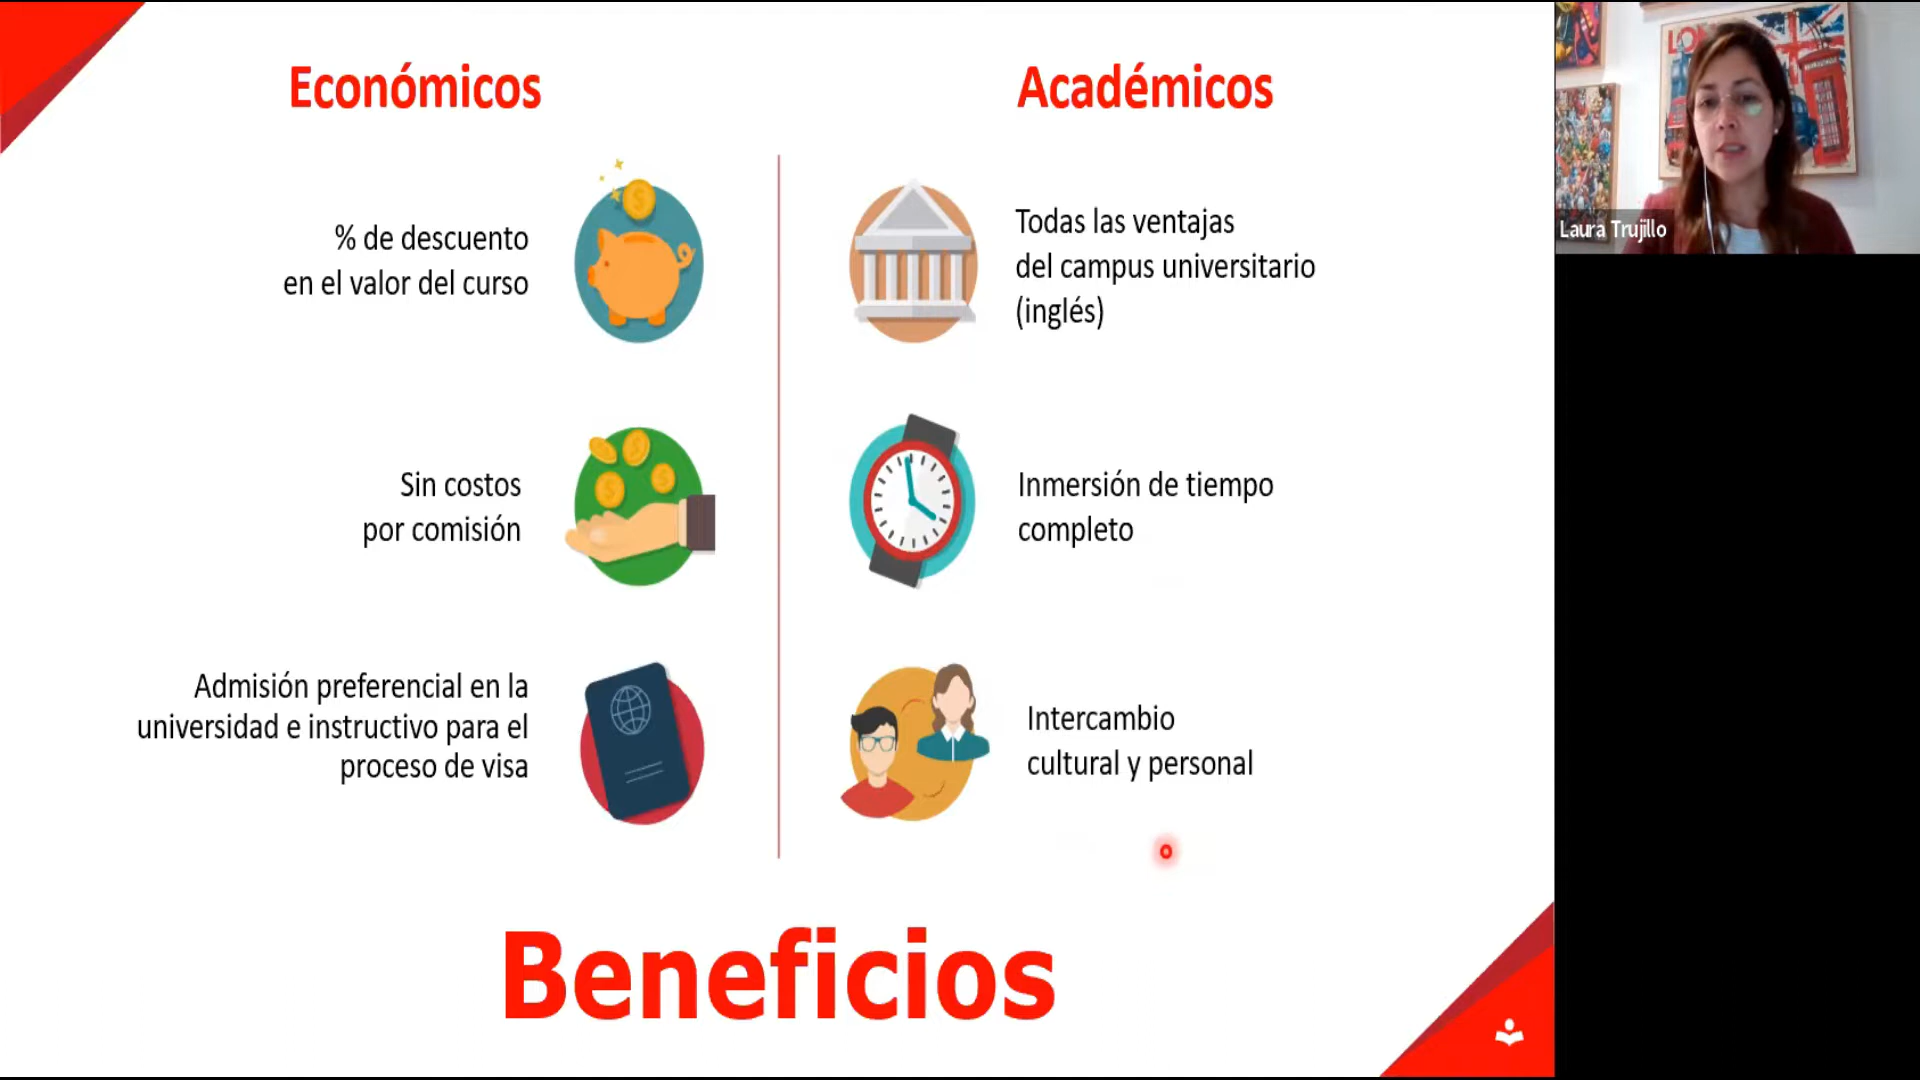 Económicos
% de descuento
en el valor del curso
Sin costos
por comisión
Admisión preferencial en la
universidad e instructivo para el
proceso de visa
Académicos
Todas las ventajas
del campus universitario
(inglés)
Inmersión de tiempo
completo
Intercambio
cultural y personal
Beneficios
Laura Trujillo